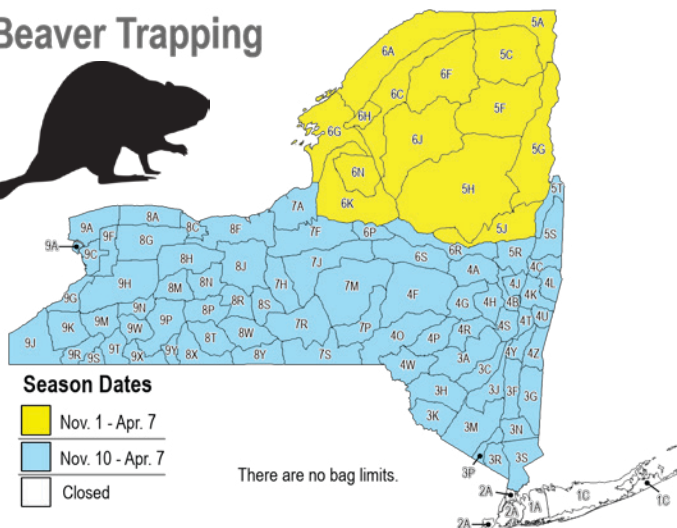 Beaver Trapping
5A
6A
5C
6F
6C
5F
6H
6G
6J
5G
6N
5H
5T
6K
7A
5J
8A
9A
8C
8F
7F
6P
5S
9F
8G
6R
5R
9A
9C
6S
8H
7J
4A
4C
8J
9H
8M
8N
7H
7M
4J
4L
9G
8R
8S
4F
4G
4H
4B
4K
9N
8P
9K
9M
9W
9P
7R
7P
4R
4S
4T
4U
8T
8W
4O
4P
9J
9R
9S
9T
9X
9Y
8X
8Y
7S
4W
3A
4Y
4Z
3C
Season Dates
3H
3J
3F
3G
Nov. 1 - Apr. 7
3K
3M
3N
Nov. 10 - Apr. 7
3P
3R
3S
There are no bag limits.
Closed
2A
1C
1C
1A
2A
2A